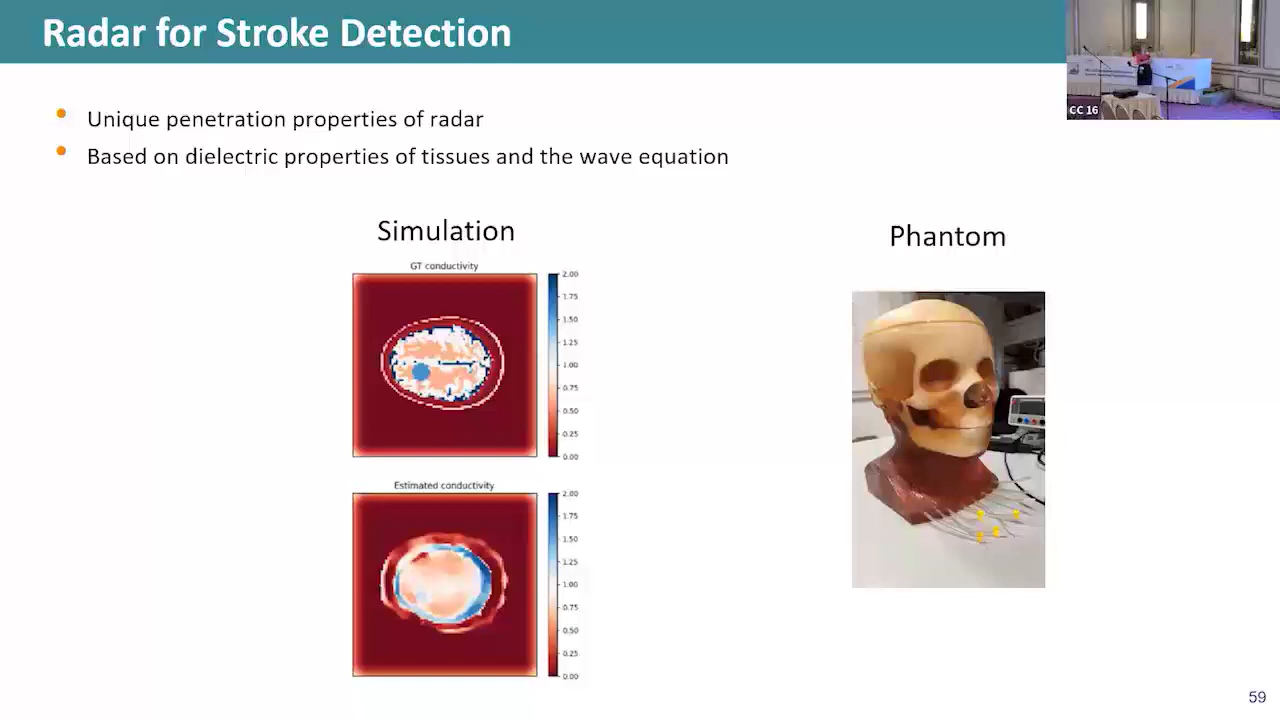 Radar for Stroke Detection
CC 16
• Unique penetration properties of radar
• Based on dielectric properties of tissues and the wave equation
Simulation
Phantom
GT conductivity
2.00
1.75
1.50
1.25
1.00
0.75
0.50
0.25
0.00
Estimated conductivity
2.00
1.75
1.50
1.25
1.00
0.75
0.50
0.25
0.00
59